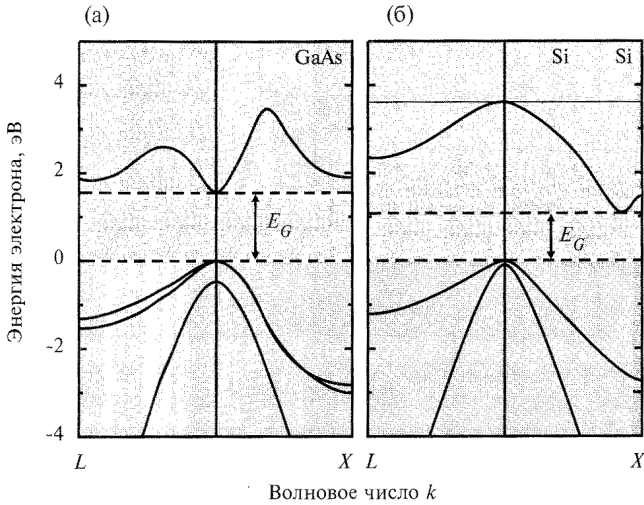 (а) (б)
GaAs Si Si
Энергия электрона, эВ
4
2
0
-2
-4
E_G E_G
L X L X
Волновое число k